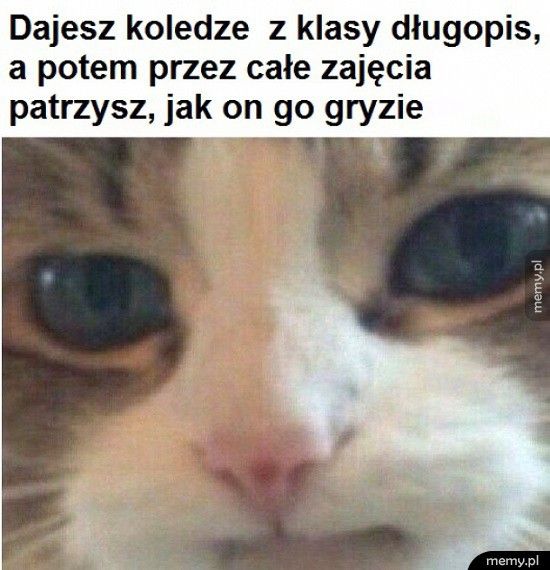 Dajesz koledze  z klasy długopis,
a potem przez całe zajęcia
patrzysz, jak on go gryzie
memy.pl
memy.pl